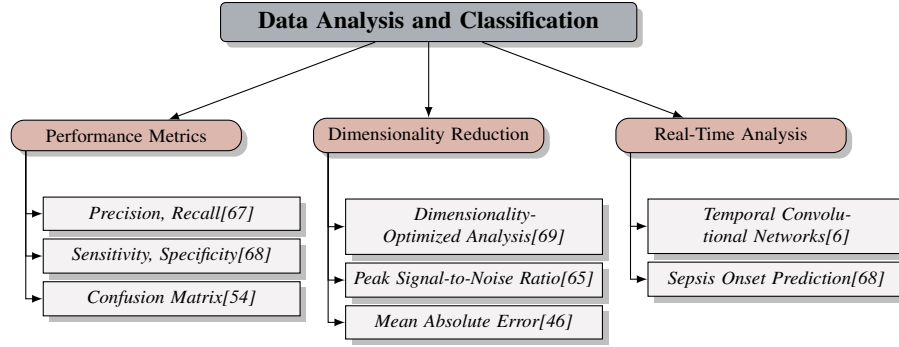 Data Analysis and Classification
Performance Metrics
Precision, Recall[67]
Sensitivity, Specificity[68]
Confusion Matrix[54]
Dimensionality Reduction
Dimensionality-
Optimized Analysis[69]
Peak Signal-to-Noise Ratio[65]
Mean Absolute Error[46]
Real-Time Analysis
Temporal Convolu-
tional Networks[6]
Sepsis Onset Prediction[68]